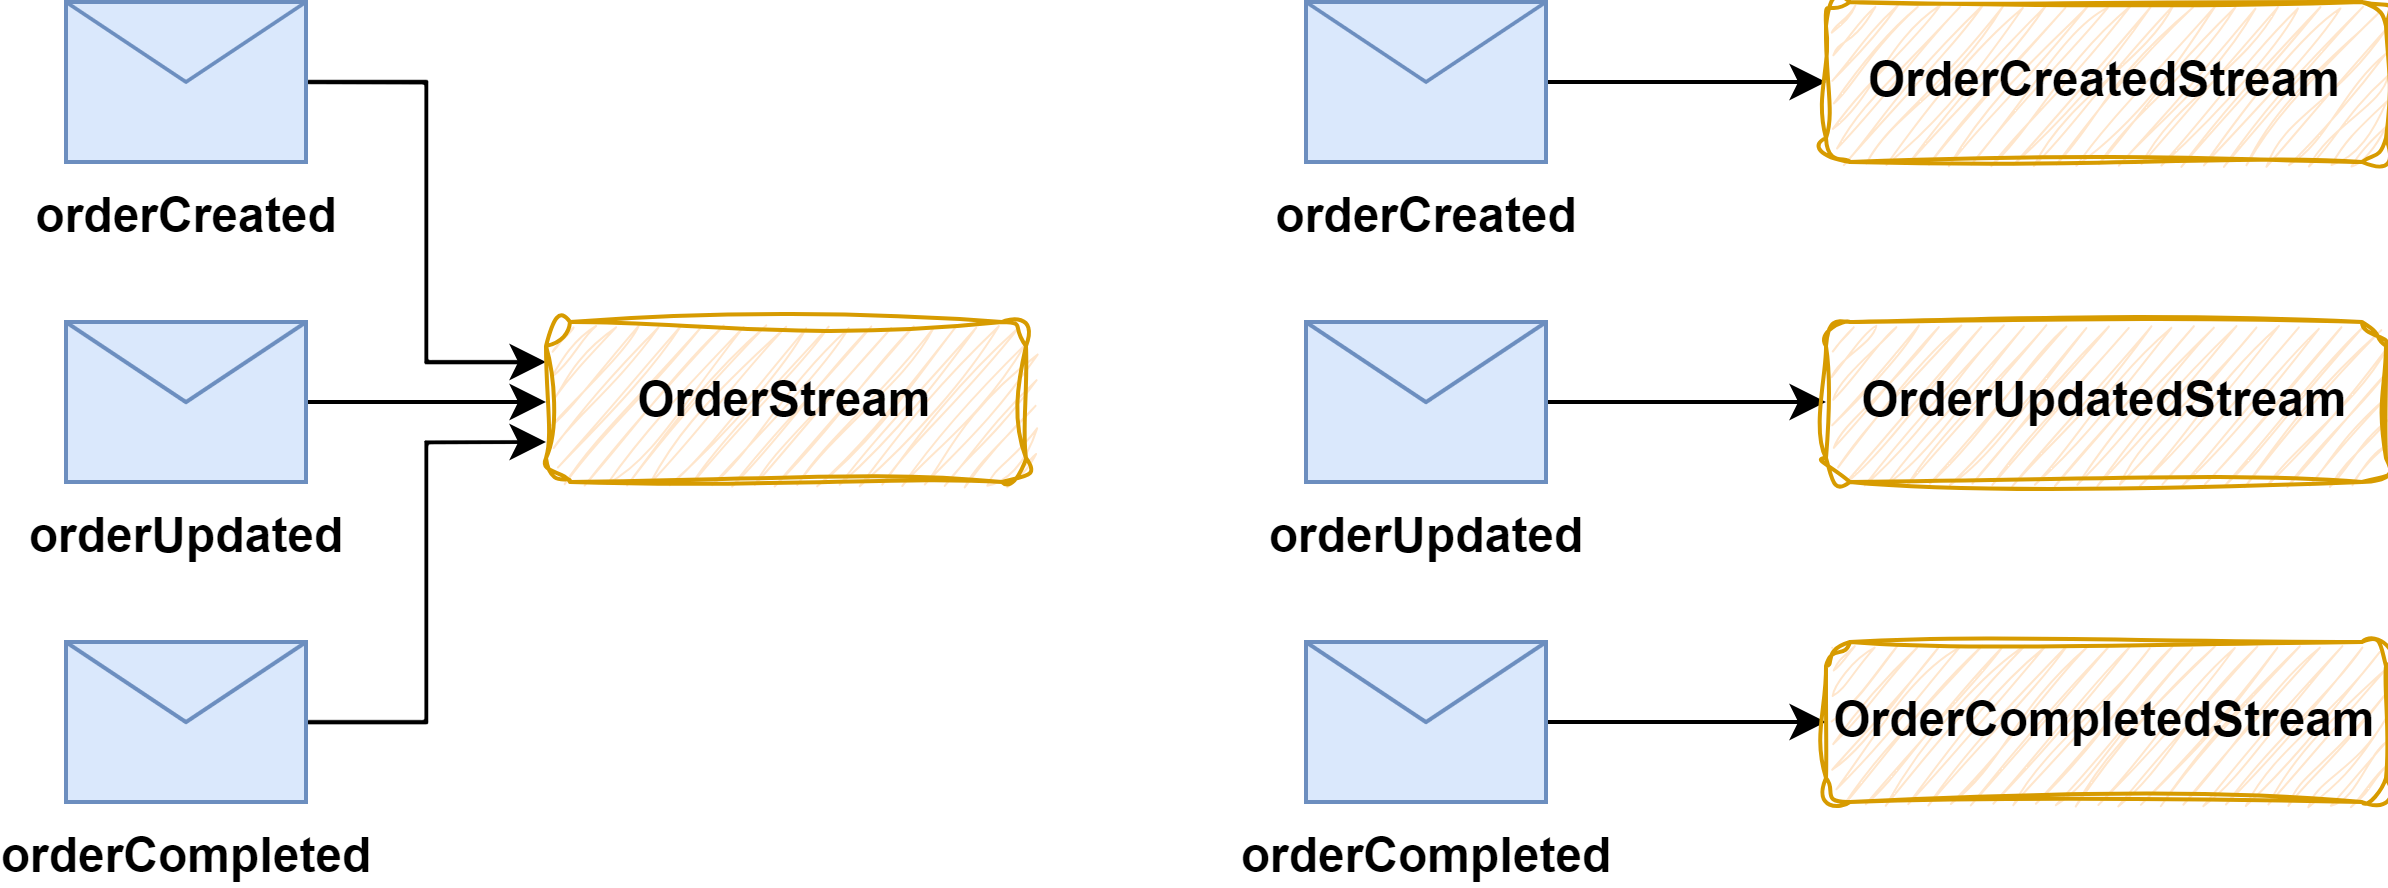 orderCreated
orderUpdated
orderCompleted
OrderStream
orderCreated
orderUpdated
orderCompleted
OrderCreatedStream
OrderUpdatedStream
OrderCompletedStream